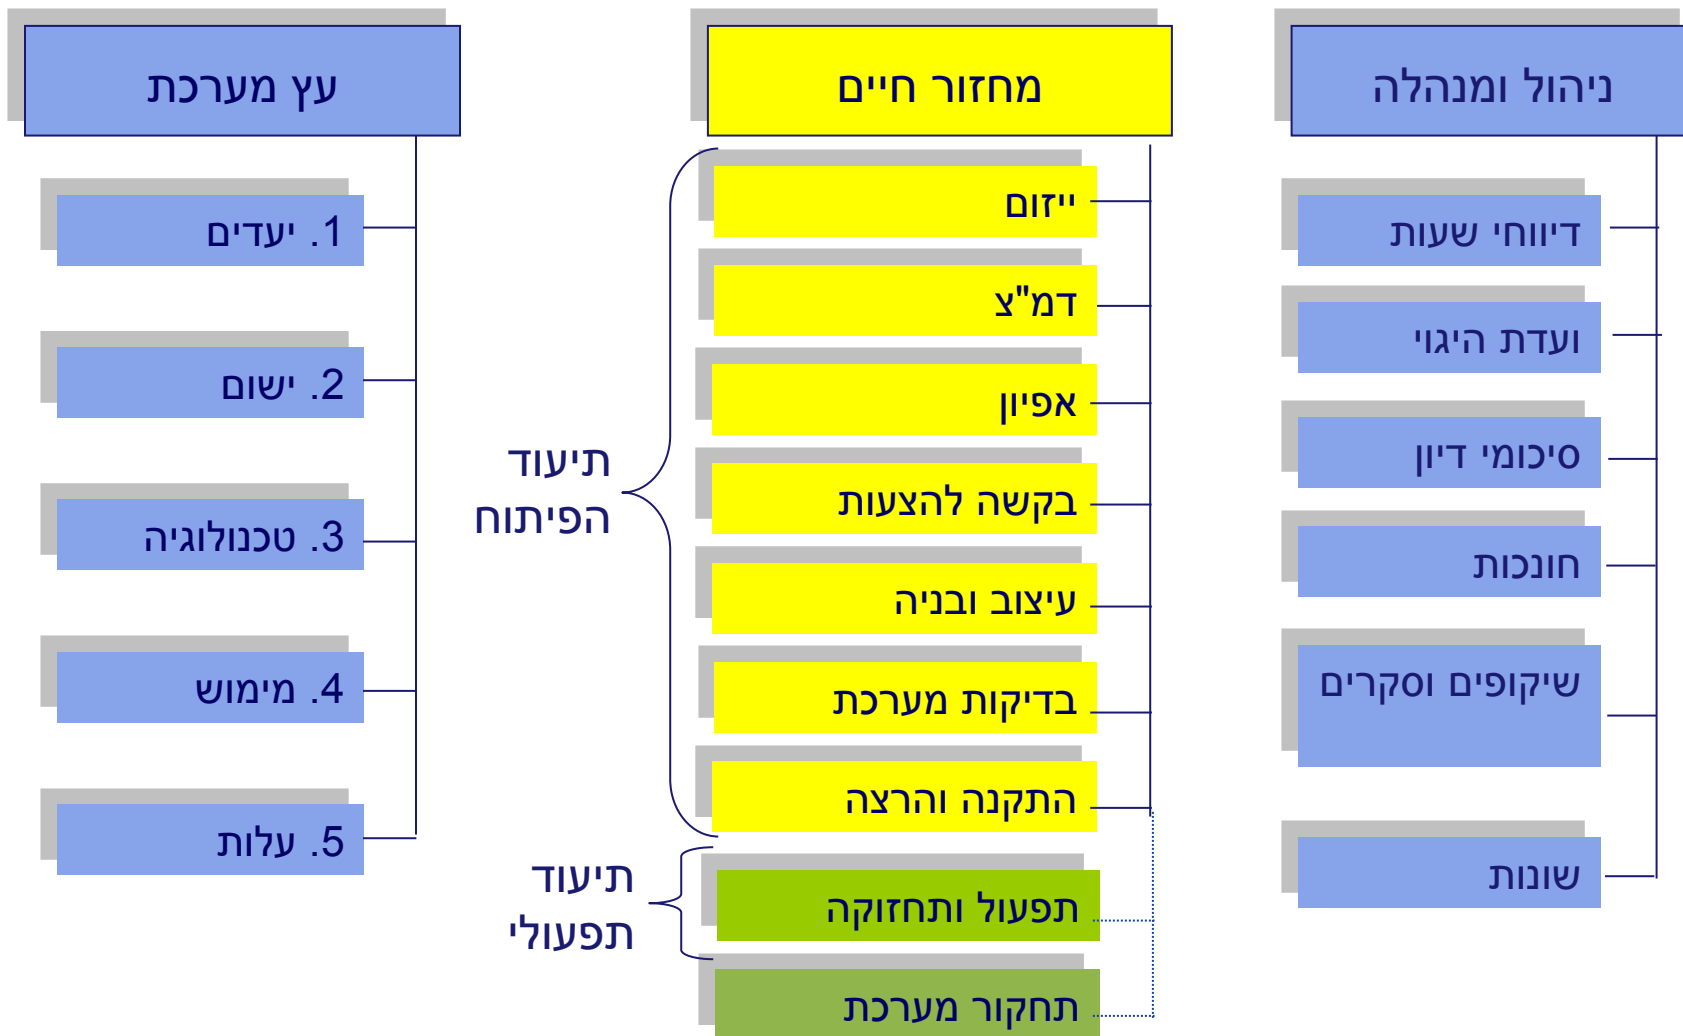 ניהול ומנהלה
דיווחי שעות
ועדת היגוי
סיכומי דיון
חונכות
שיקופים וסקרים
שונות
מחזור חיים
ייזום
דמ"צ
אפיון
בקשה להצעות
עיצוב ובניה
בדיקות מערכת
התקנה והרצה
תפעול ותחזוקה
תחקור מערכת
תיעוד
הפיתוח
תיעוד
תפעולי
עץ מערכת
1. יעדים
2. ישום
3. טכנולוגיה
4. מימוש
5. עלות